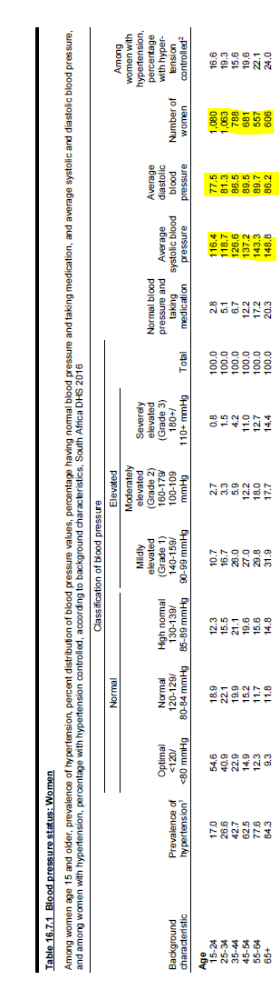 Table 16.7.1 Blood pressure status: Women
Among women age 15 and older, prevalence of hypertension, percent distribution of blood pressure values, percentage having normal blood pressure and taking medication, and average systolic and diastolic blood pressure,
and among women with hypertension, percentage with hypertension controlled, according to background characteristics, South Africa DHS 2016
Classification of blood pressure
Normal Elevated
Background characteristic Prevalence of hypertension¹ Optimal <120/ <80 mmHg Normal 120-129/ 80-84 mmHg High normal 130-139/ 85-89 mmHg Mildly elevated (Grade 1) 140-159/ 90-99 mmHg Moderately elevated (Grade 2) 160-179/ 100-109 mmHg Severely elevated (Grade 3) 180+/ 110+ mmHg Total Normal blood pressure and taking medication Average systolic blood pressure Average diastolic blood pressure Number of women Among women with hypertension, percentage with hyper-tension controlled²
Age
15-24 17.0 54.6 18.9 12.3 10.7 2.7 0.8 100.0 2.8 116.4 77.5 1,080 16.6
25-34 26.6 40.9 22.1 15.5 16.7 3.3 1.5 100.0 5.1 118.7 81.3 1,063 19.3
35-44 42.7 22.9 19.9 21.1 26.0 5.9 4.2 100.0 6.7 126.6 86.5 788 15.6
45-54 62.5 14.9 15.2 19.6 27.0 12.2 11.0 100.0 12.2 137.2 89.5 681 19.6
55-64 77.6 12.3 11.7 15.6 29.8 18.0 12.7 100.0 17.2 143.3 89.7 557 22.1
65+ 84.3 9.3 11.8 14.8 31.9 17.7 14.4 100.0 20.3 148.8 86.2 606 24.0